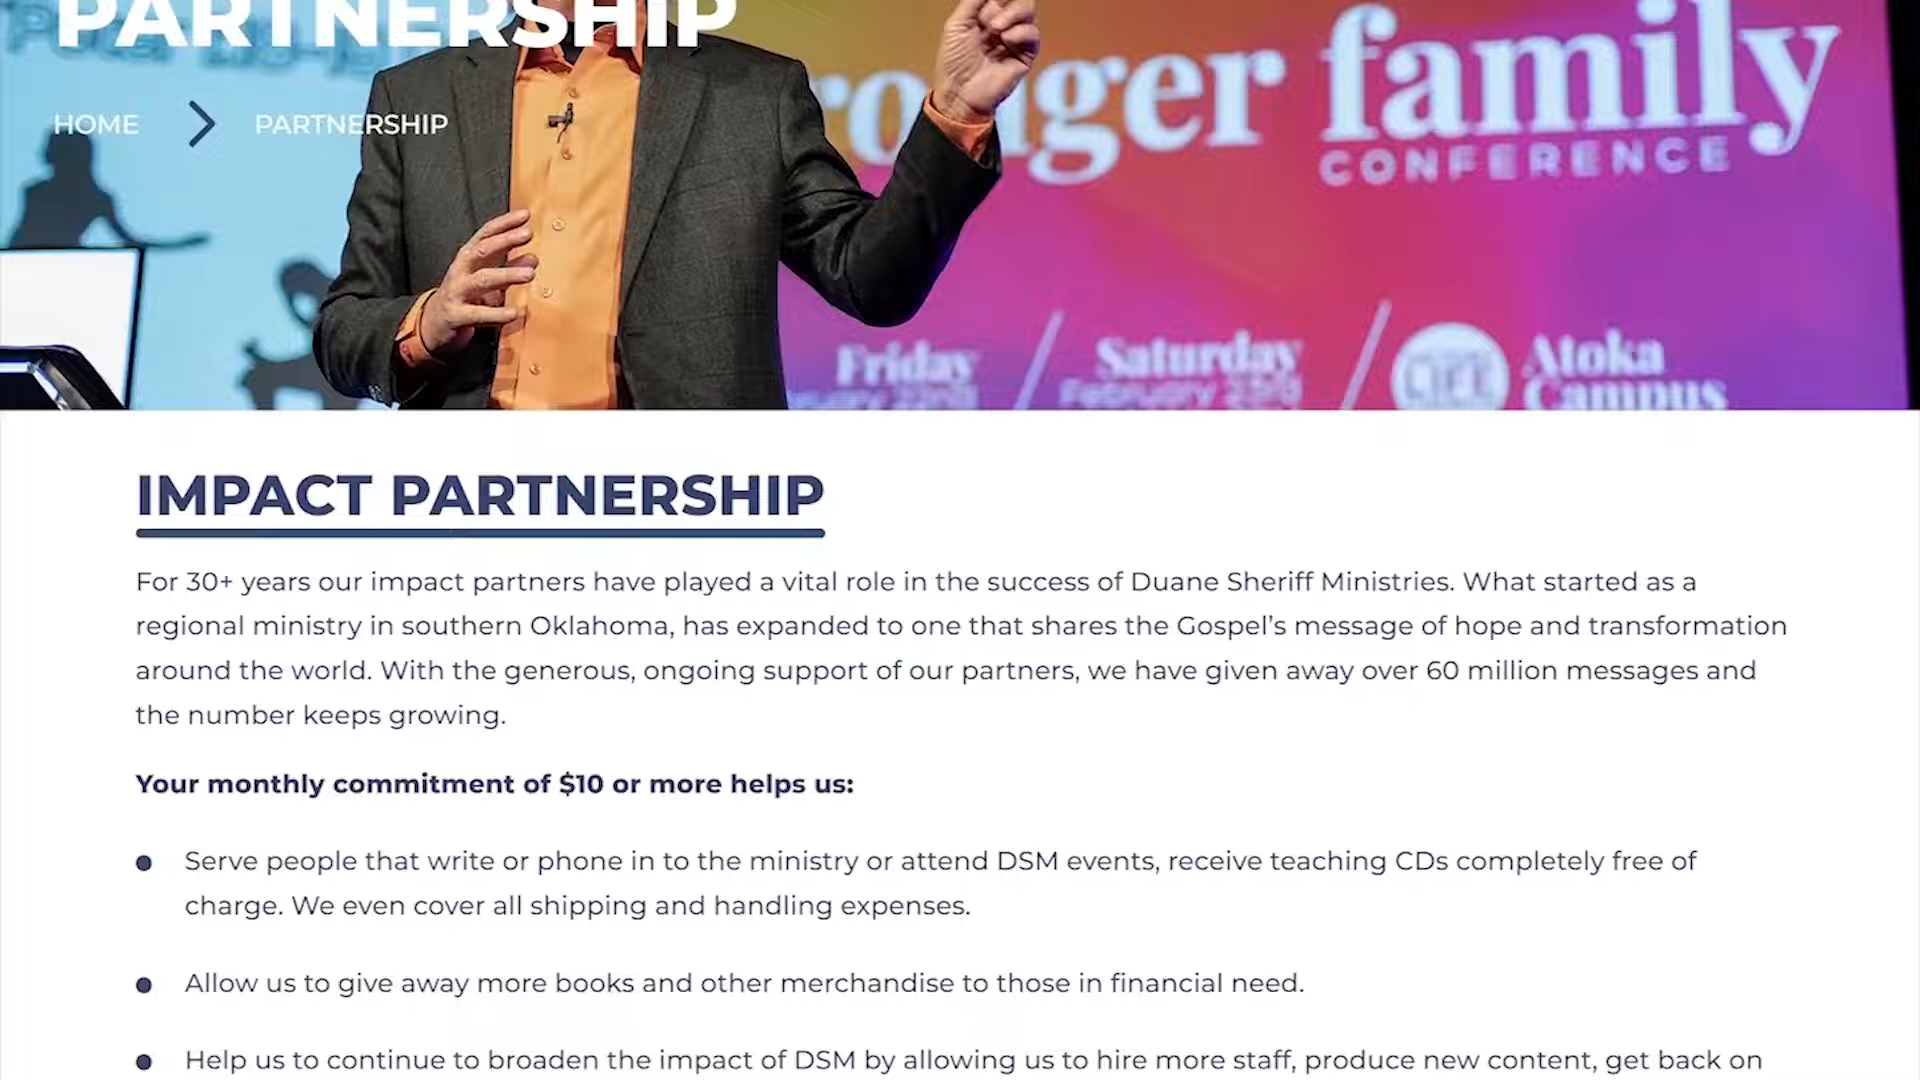 PARTNERSHIP
HOME
PARTNERSHIP
family
CONFERENCE
Friday
Saturday
February 23rd
Atoka
Campus
IMPACT PARTNERSHIP
For 30+ years our impact partners have played a vital role in the success of Duane Sheriff Ministries. What started as a
regional ministry in southern Oklahoma, has expanded to one that shares the Gospel’s message of hope and transformation
around the world. With the generous, ongoing support of our partners, we have given away over 60 million messages and
the number keeps growing.
Your monthly commitment of $10 or more helps us:
Serve people that write or phone in to the ministry or attend DSM events, receive teaching CDs completely free of
charge. We even cover all shipping and handling expenses.
Allow us to give away more books and other merchandise to those in financial need.
Help us to continue to broaden the impact of DSM by allowing us to hire more staff, produce new content, get back on